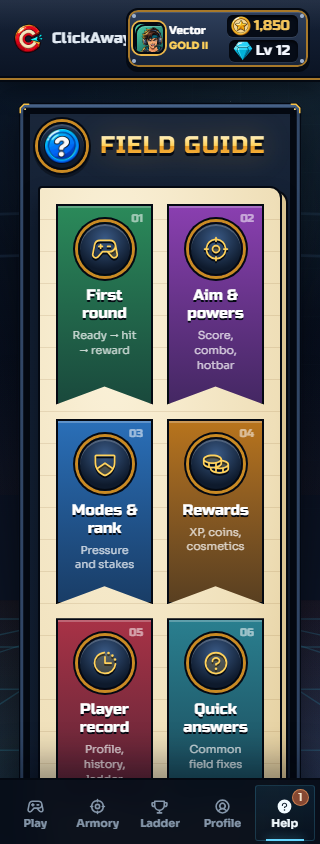 ClickAway
Vector
GOLD II
1,850
Lv 12
FIELD GUIDE
01
First
round
Ready → hit
→ reward
02
Aim &
powers
Score,
combo,
hotbar
03
Modes &
rank
Pressure
and stakes
04
Rewards
XP, coins,
cosmetics
05
Player
record
Profile,
history,
ladder
06
Quick
answers
Common
field fixes
Play
Armory
Ladder
Profile
1
Help